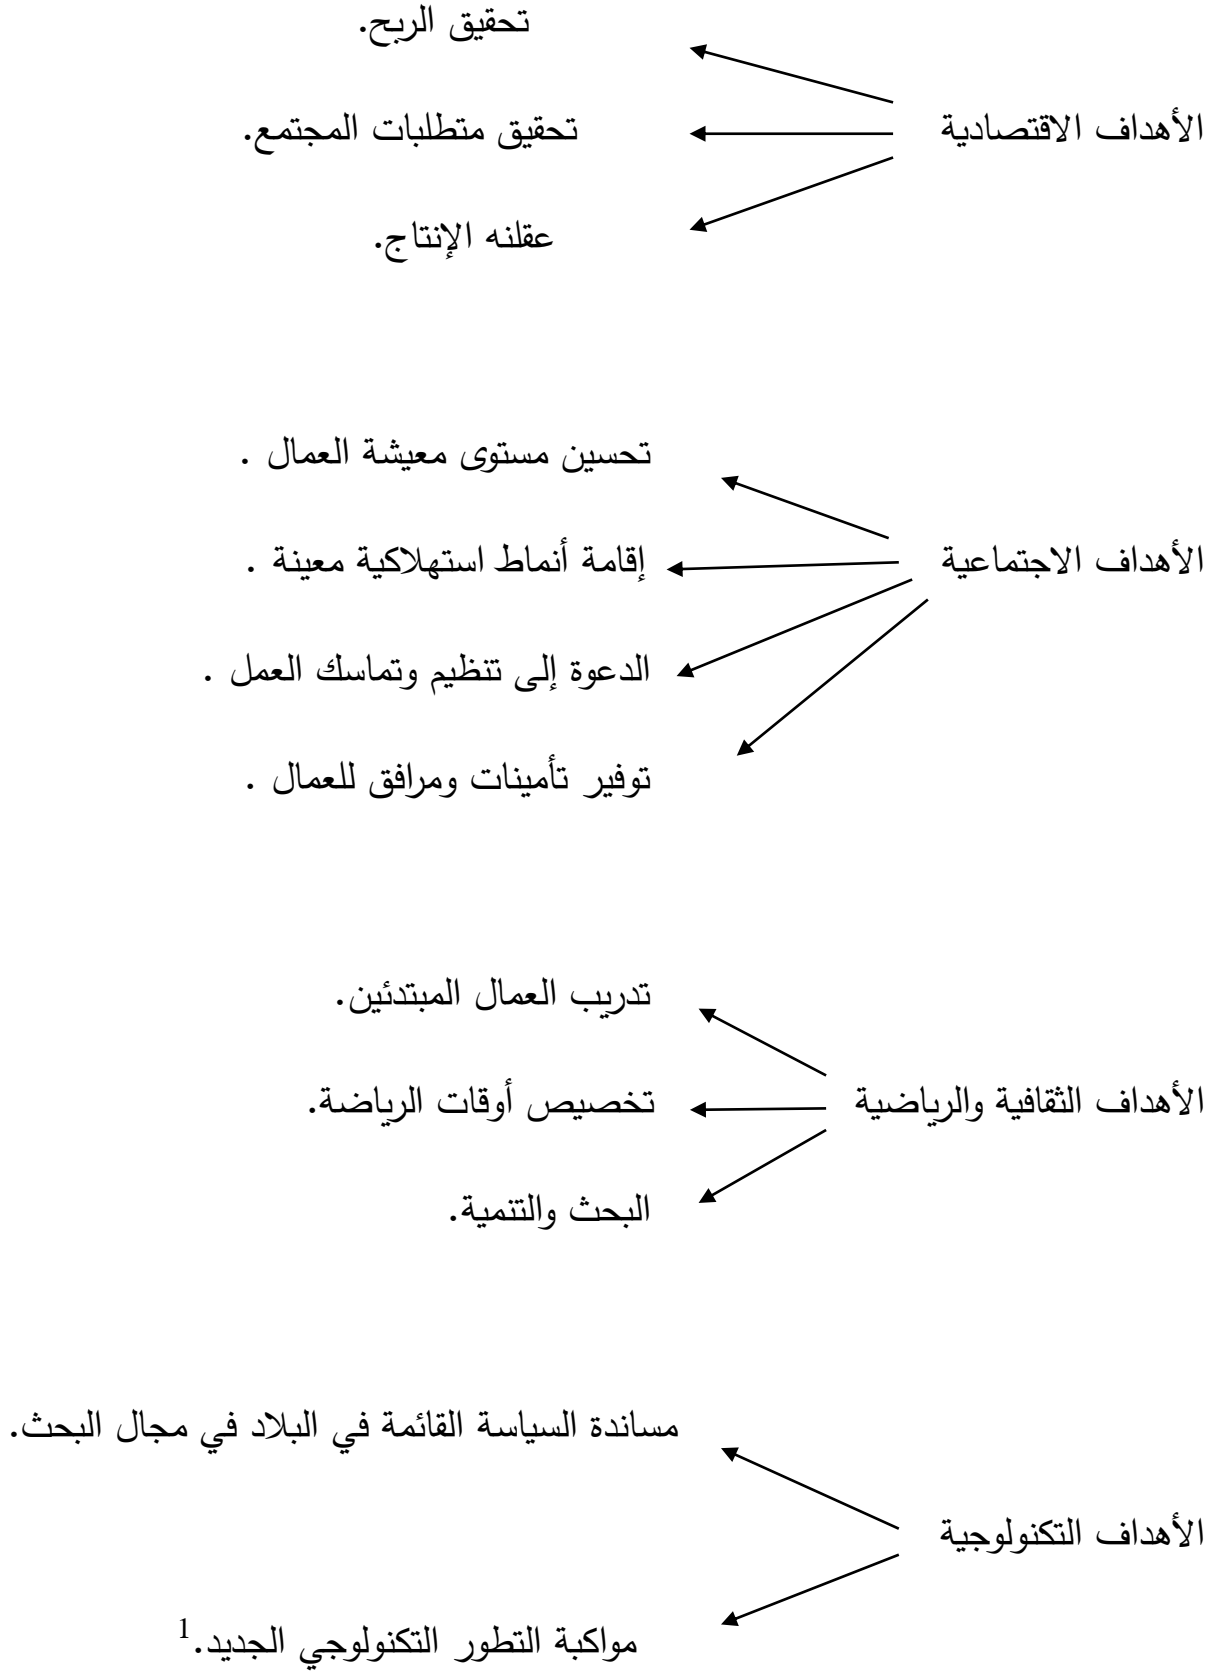 تحقيق الربح.
الأهداف الاقتصادية تحقيق متطلبات المجتمع.
عقلنه الإنتاج.
تحسين مستوى معيشة العمال .
الأهداف الاجتماعية إقامة أنماط استهلاكية معينة .
الدعوة إلى تنظيم وتماسك العمل .
توفير تأمينات ومرافق للعمال .
تدريب العمال المبتدئين.
الأهداف الثقافية والرياضية تخصيص أوقات الرياضة.
البحث والتنمية.
مساندة السياسة القائمة في البلاد في مجال البحث.
الأهداف التكنولوجية
مواكبة التطور التكنولوجي الجديد.1